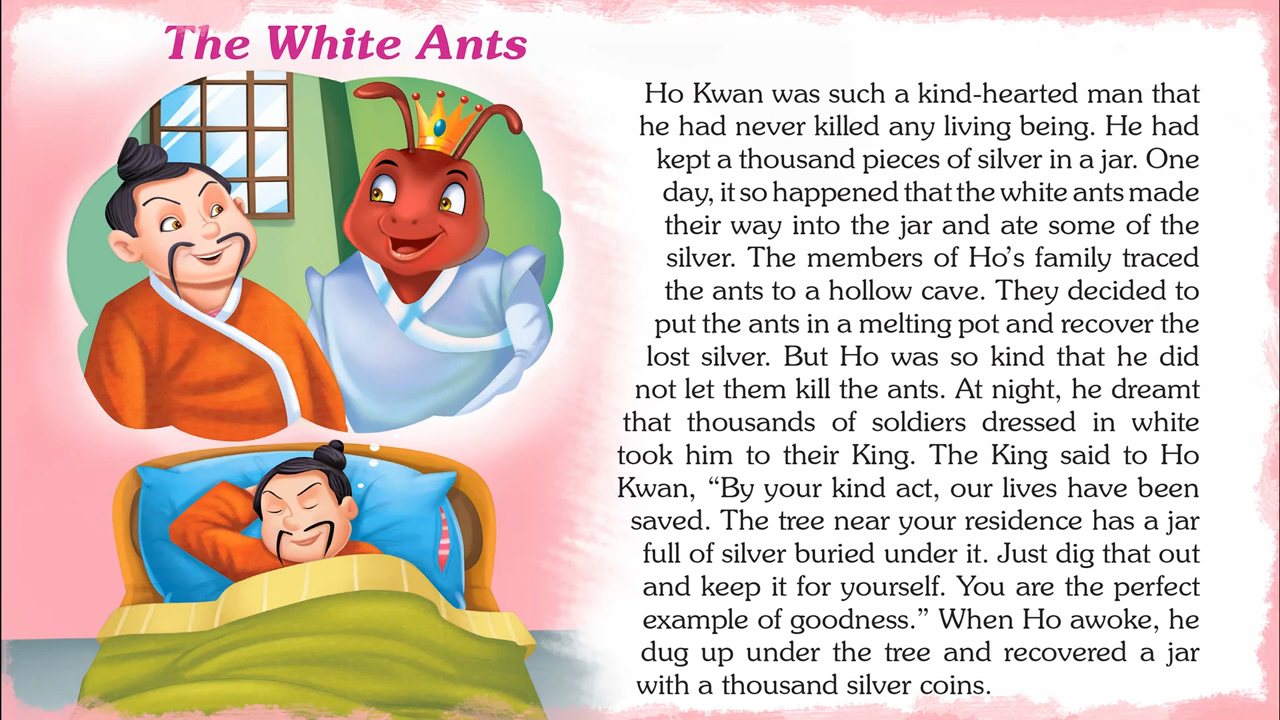 The White Ants
Ho Kwan was such a kind-hearted man that
he had never killed any living being. He had
kept a thousand pieces of silver in a jar. One
day, it so happened that the white ants made
their way into the jar and ate some of the
silver. The members of Ho’s family traced
the ants to a hollow cave. They decided to
put the ants in a melting pot and recover the
lost silver. But Ho was so kind that he did
not let them kill the ants. At night, he dreamt
that thousands of soldiers dressed in white
took him to their King. The King said to Ho
Kwan, “By your kind act, our lives have been
saved. The tree near your residence has a jar
full of silver buried under it. Just dig that out
and keep it for yourself. You are the perfect
example of goodness.” When Ho awoke, he
dug up under the tree and recovered a jar
with a thousand silver coins.